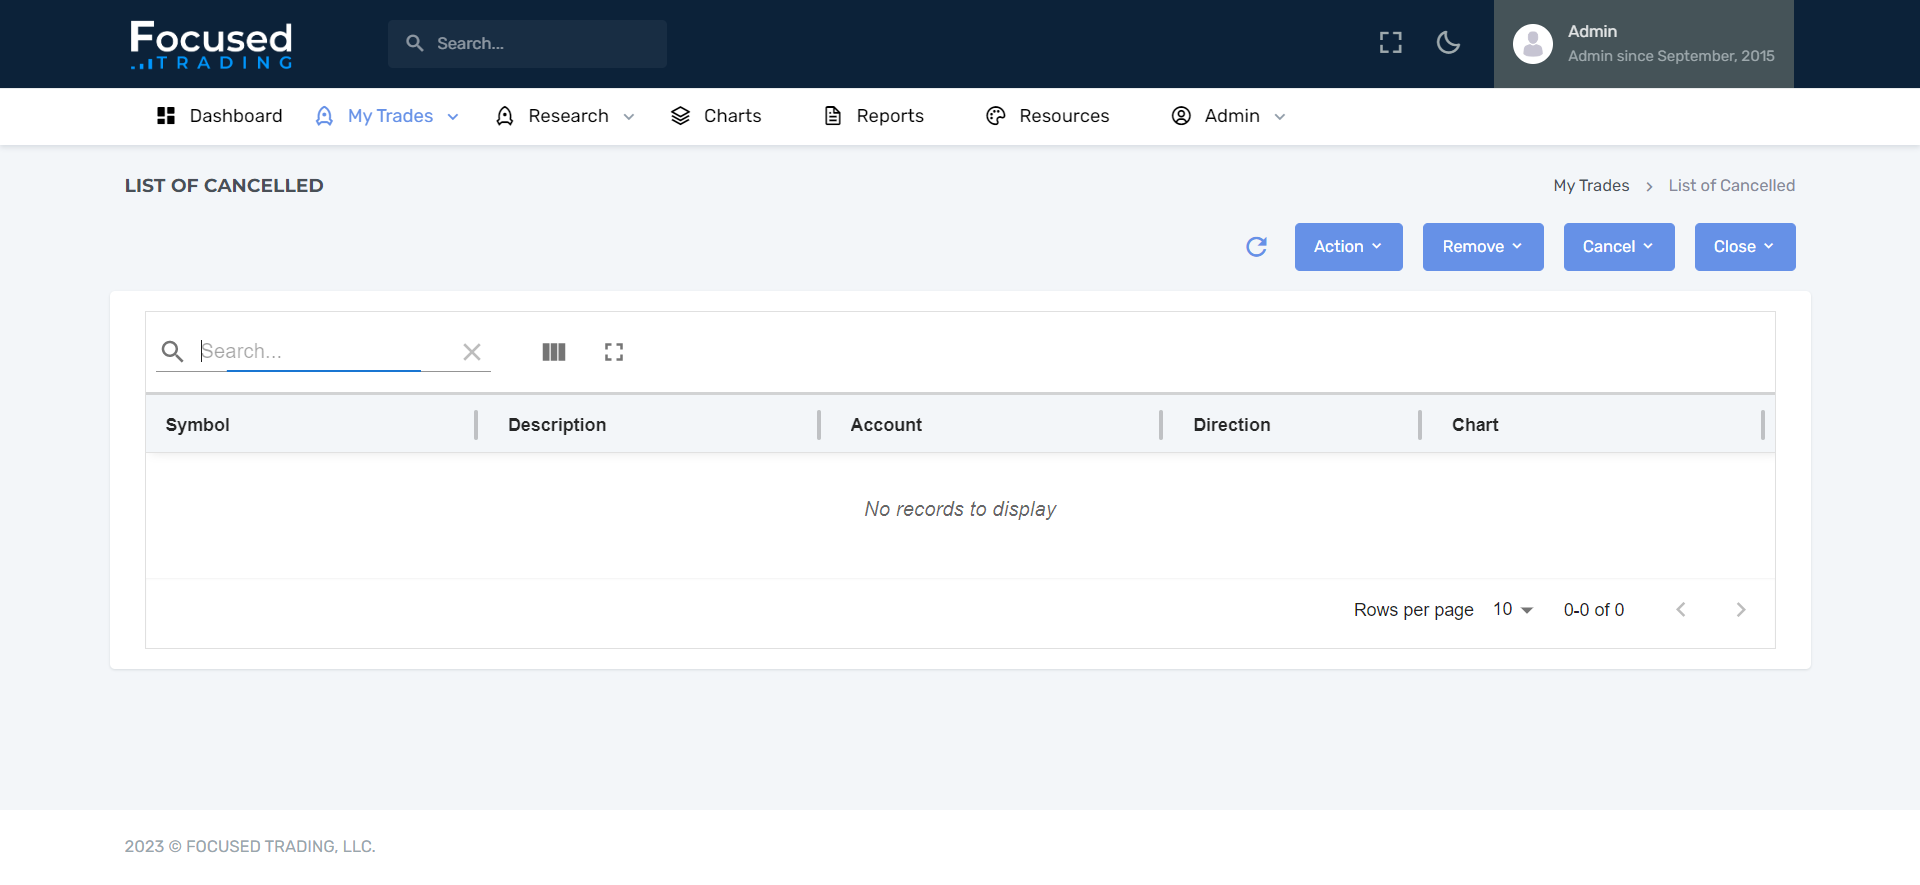 Focused
TRADING
Search...
Admin
Admin since September, 2015
Dashboard
My Trades
Research
Charts
Reports
Resources
Admin
LIST OF CANCELLED
My Trades > List of Cancelled
Action
Remove
Cancel
Close
Search...
Symbol
Description
Account
Direction
Chart
No records to display
Rows per page 10 0-0 of 0
2023 © FOCUSED TRADING, LLC.